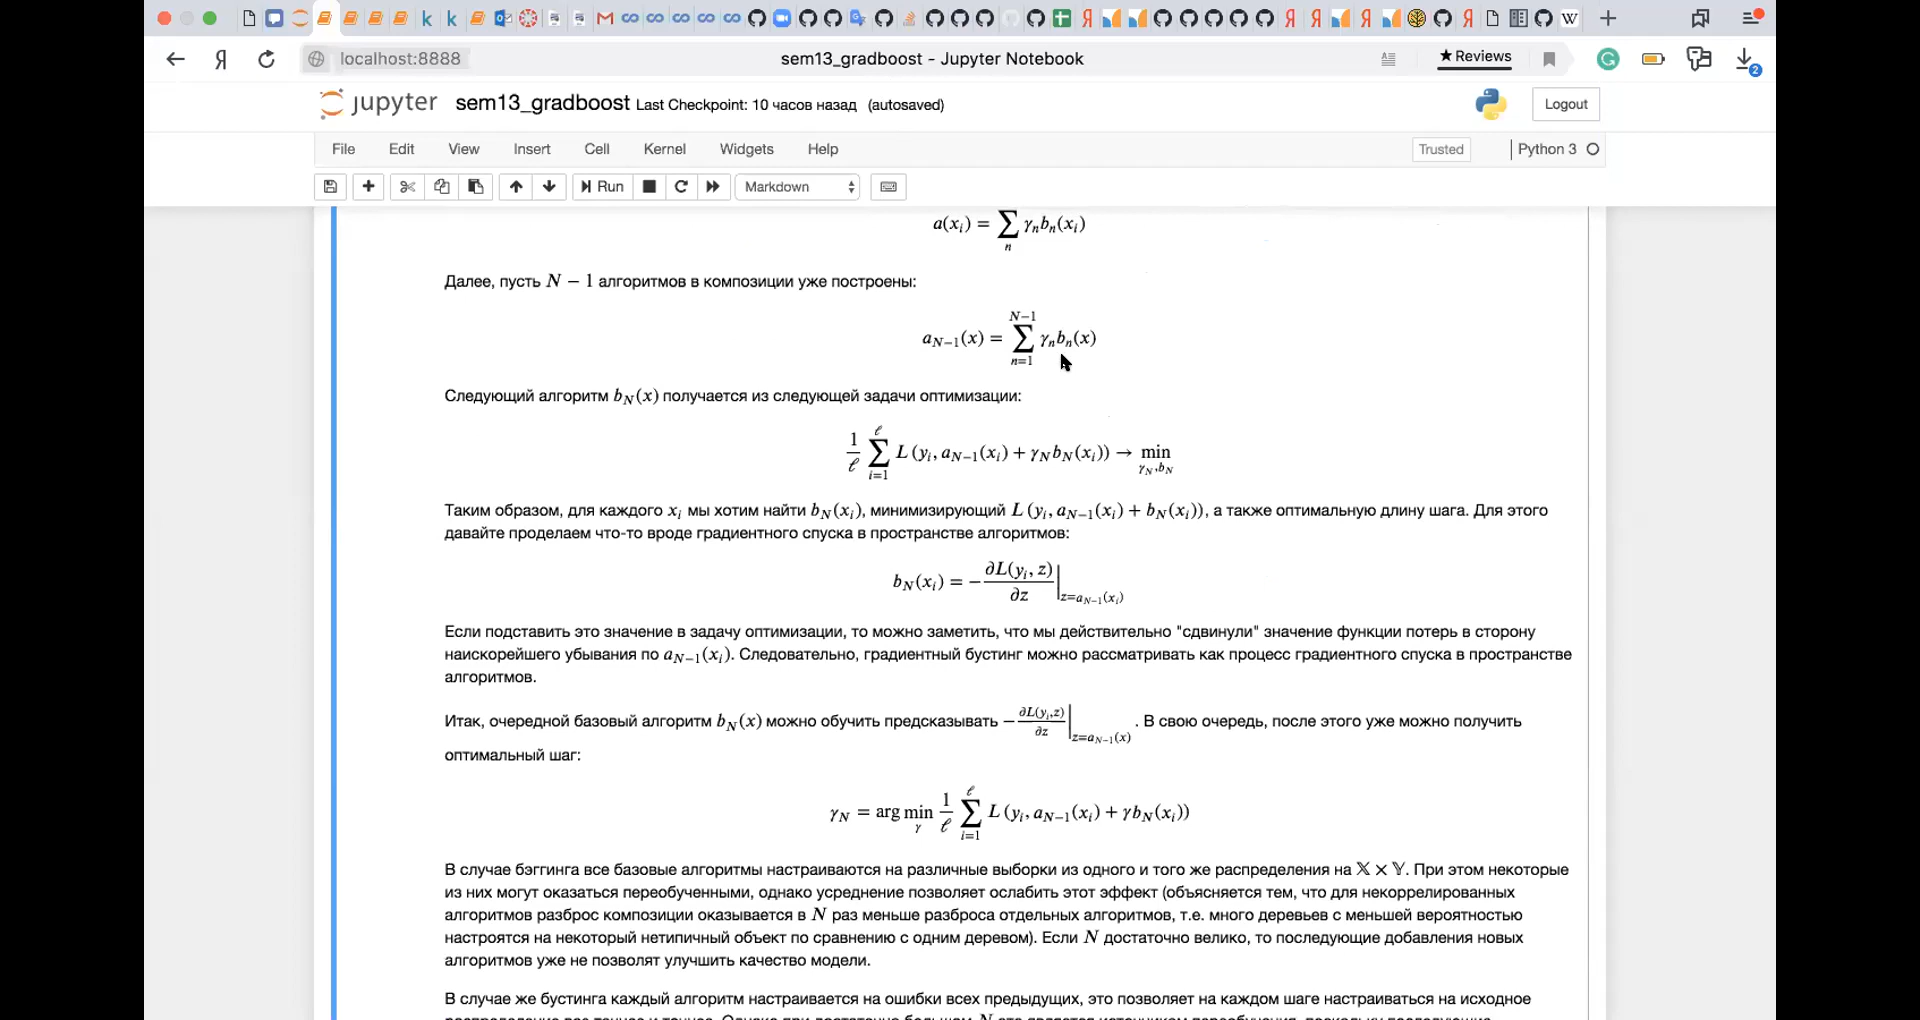 localhost:8888
sem13_gradboost - Jupyter Notebook
★ Reviews
2
jupyter sem13_gradboost Last Checkpoint: 10 часов назад (autosaved)
Logout
File Edit View Insert Cell Kernel Widgets Help
Trusted
Python 3
Run
Markdown
a(x_i) = ∑_n γ_n b_n(x_i)
Далее, пусть N − 1 алгоритмов в композиции уже построены:
a_{N−1}(x) = ∑_{n=1}^{N−1} γ_n b_n(x)
Следующий алгоритм b_N(x) получается из следующей задачи оптимизации:
1/ℓ ∑_{i=1}^{ℓ} L (y_i, a_{N−1}(x_i) + γ_N b_N(x_i)) → min_{γ_N, b_N}
Таким образом, для каждого x_i мы хотим найти b_N(x_i), минимизирующий L (y_i, a_{N−1}(x_i) + b_N(x_i)), а также оптимальную длину шага. Для этого
давайте проделаем что-то вроде градиентного спуска в пространстве алгоритмов:
b_N(x_i) = − ∂L(y_i, z)/∂z |_{z=a_{N−1}(x_i)}
Если подставить это значение в задачу оптимизации, то можно заметить, что мы действительно "сдвинули" значение функции потерь в сторону
наискорейшего убывания по a_{N−1}(x_i). Следовательно, градиентный бустинг можно рассматривать как процесс градиентного спуска в пространстве
алгоритмов.
Итак, очередной базовый алгоритм b_N(x) можно обучить предсказывать − ∂L(y_i,z)/∂z |_{z=a_{N−1}(x)} . В свою очередь, после этого уже можно получить
оптимальный шаг:
γ_N = arg min_γ 1/ℓ ∑_{i=1}^{ℓ} L (y_i, a_{N−1}(x_i) + γb_N(x_i))
В случае бэггинга все базовые алгоритмы настраиваются на различные выборки из одного и того же распределения на 𝕏 × 𝕐. При этом некоторые
из них могут оказаться переобученными, однако усреднение позволяет ослабить этот эффект (объясняется тем, что для некоррелированных
алгоритмов разброс композиции оказывается в N раз меньше разброса отдельных алгоритмов, т.е. много деревьев с меньшей вероятностью
настроятся на некоторый нетипичный объект по сравнению с одним деревом). Если N достаточно велико, то последующие добавления новых
алгоритмов уже не позволят улучшить качество модели.
В случае же бустинга каждый алгоритм настраивается на ошибки всех предыдущих, это позволяет на каждом шаге настраиваться на исходное